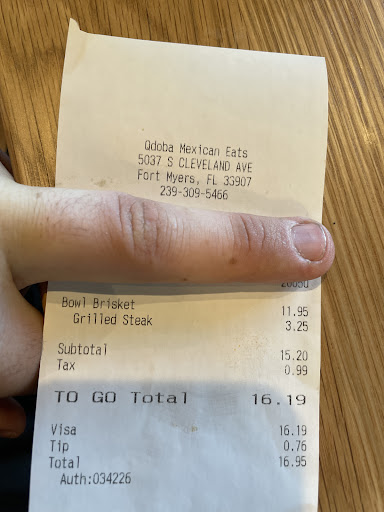 Qdoba Mexican Eats
5037 S CLEVELAND AVE
Fort Myers, FL 33907
239-309-5466
Bowl Brisket 11.95
Grilled Steak 3.25
Subtotal 15.20
Tax 0.99
TO GO Total 16.19
Visa 16.19
Tip 0.76
Total 16.95
Auth:034226